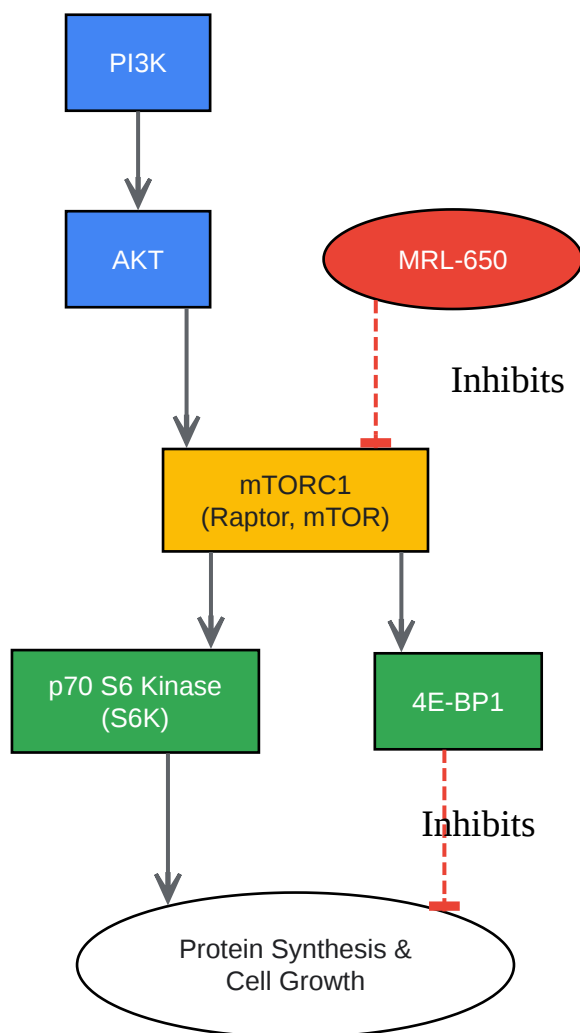 PI3K
AKT
MRL-650
Inhibits
mTORC1
(Raptor, mTOR)
p70 S6 Kinase
(S6K)
4E-BP1
Inhibits
Protein Synthesis &
Cell Growth